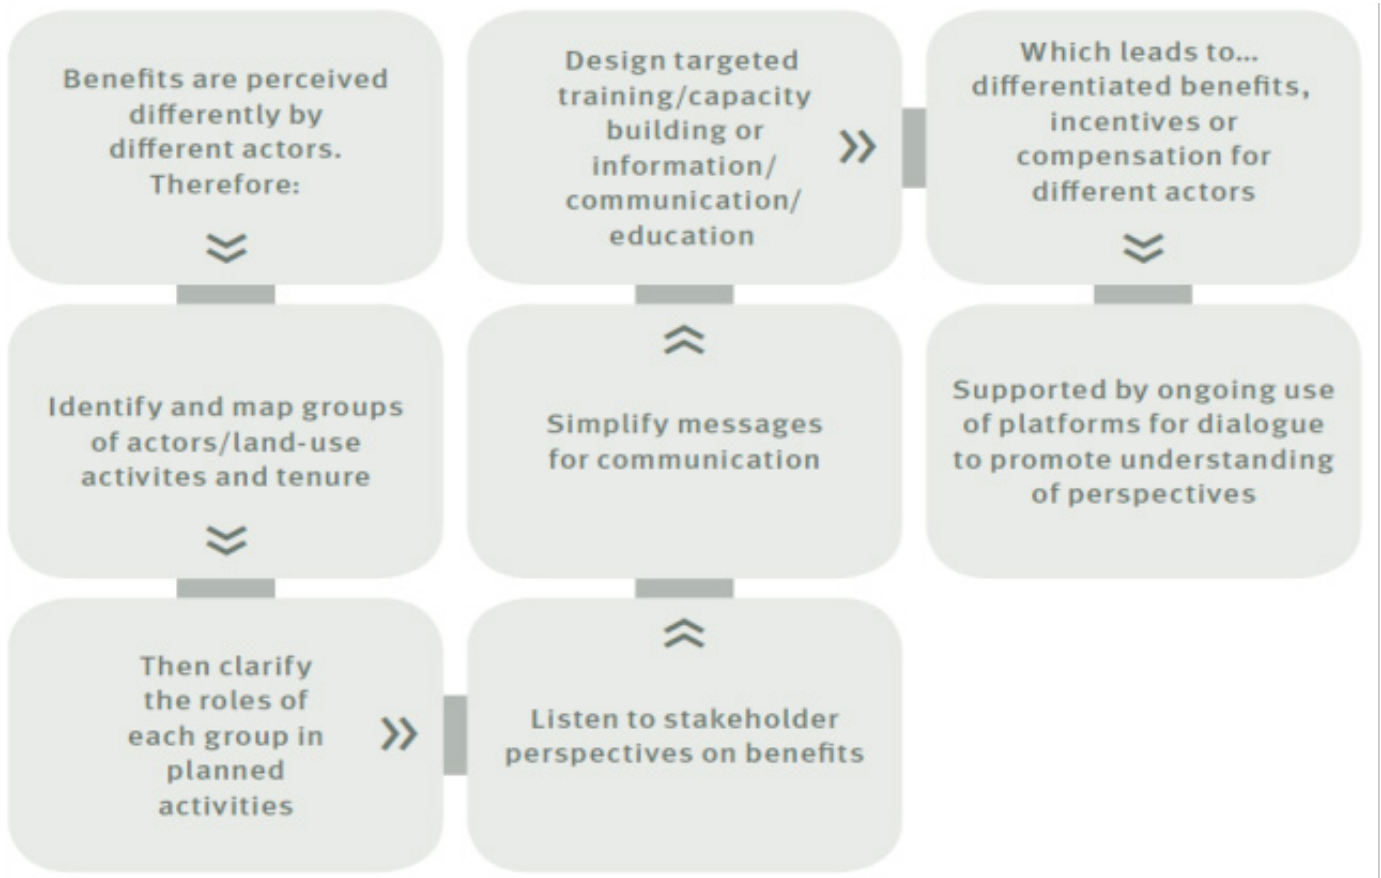 Benefits are perceived
differently by
different actors.
Therefore:
Identify and map groups
of actors/land-use
activites and tenure
Then clarify
the roles of
each group in
planned
activities
Listen to stakeholder
perspectives on benefits
Simplify messages
for communication
Design targeted
training/capacity
building or
information/
communication/
education
Which leads to...
differentiated benefits,
incentives or
compensation for
different actors
Supported by ongoing use
of platforms for dialogue
to promote understanding
of perspectives